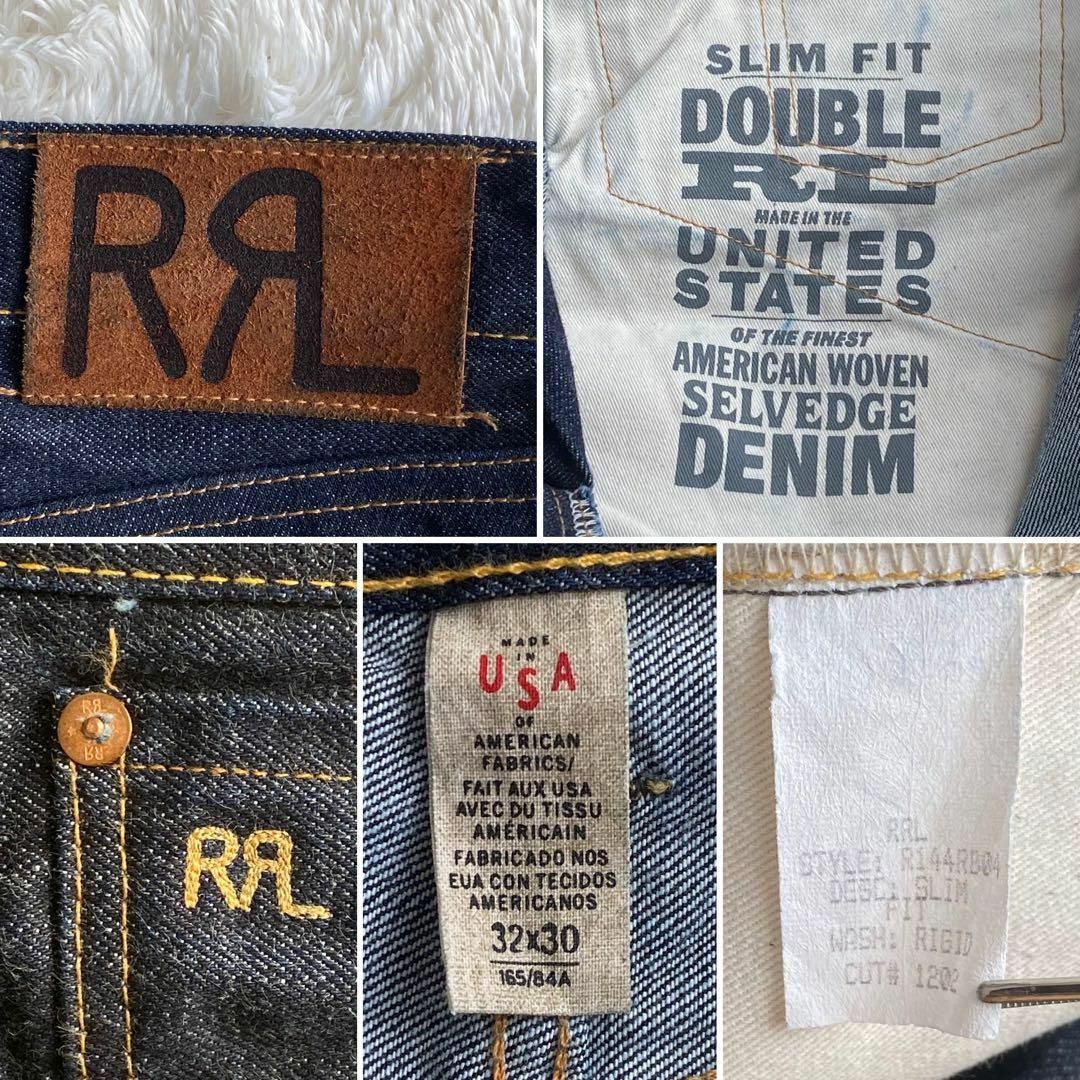 RRL
SLIM FIT
DOUBLE
RL
MADE IN THE
UNITED
STATES
OF THE FINEST
AMERICAN WOVEN
SELVEDGE
DENIM
RRL
MADE
IN
USA
OF
AMERICAN
FABRICS/
FAIT AUX USA
AVEC DU TISSU
AMÉRICAIN
FABRICADO NOS
EUA CON TECIDOS
AMERICANOS
32x30
165/84A
RRL
STYLE: R144RB04
DESC: SLIM
FIT
WASH: RIGID
CUT# 1202